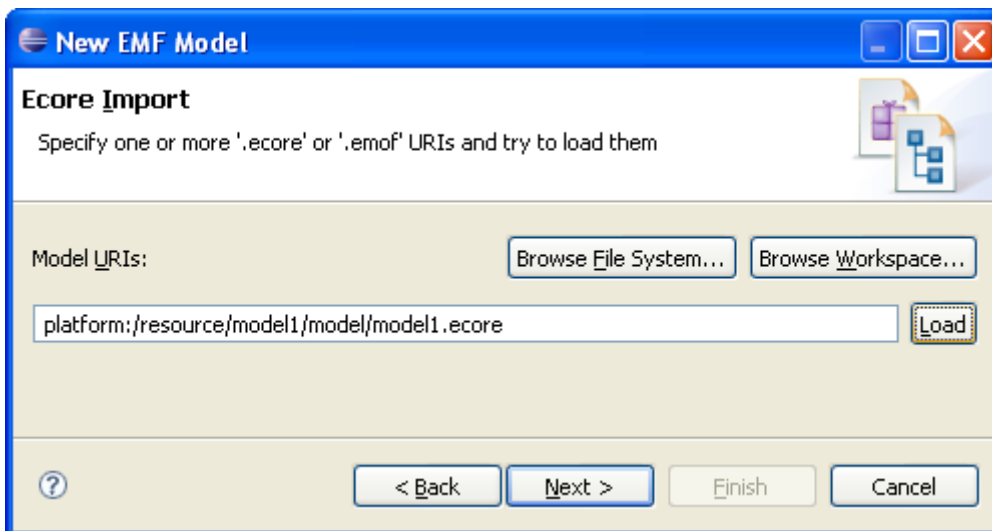 New EMF Model
Ecore Import
Specify one or more '.ecore' or '.emof' URIs and try to load them
Model URIs:
Browse File System...
Browse Workspace...
platform:/resource/model1/model/model1.ecore
Load
?
< Back
Next >
Finish
Cancel